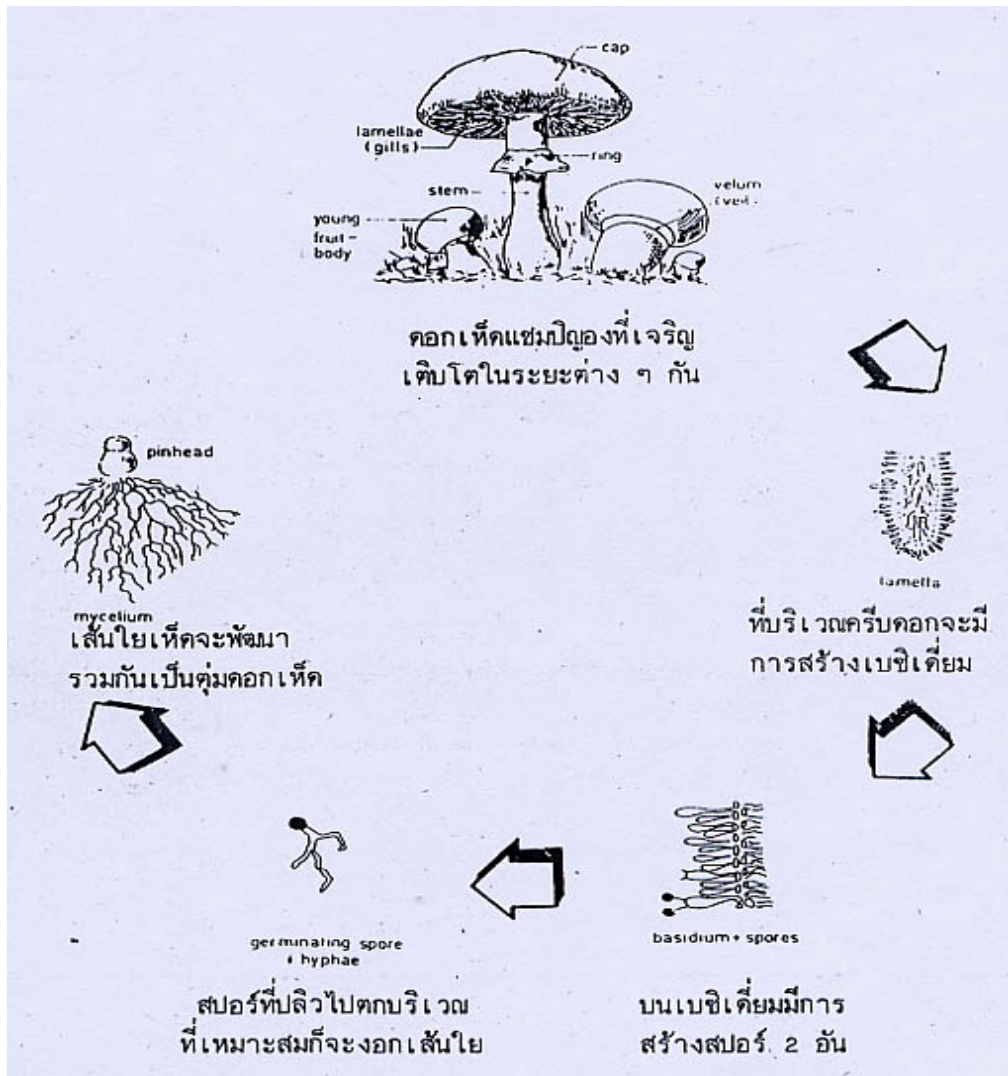 cap
lamellae
(gills)
ring
stem
velum
young
fruit-
body
ดอกเห็ดแชมปิญองที่เจริญ
เติบโตในระยะต่าง ๆ กัน
pinhead
mycelium
เส้นใยเห็ดจะพัฒนา
รวมกันเป็นตุ่มดอกเห็ด
lamella
ที่บริเวณครีบดอกจะมี
การสร้างเบซิเดี่ยม
basidium + spores
บนเบซิเดี่ยมมีการ
สร้างสปอร์ 2 อัน
germinating spore
hyphae
สปอร์ที่ปลิวไปตกบริเวณ
ที่เหมาะสมก็จะงอกเส้นใย